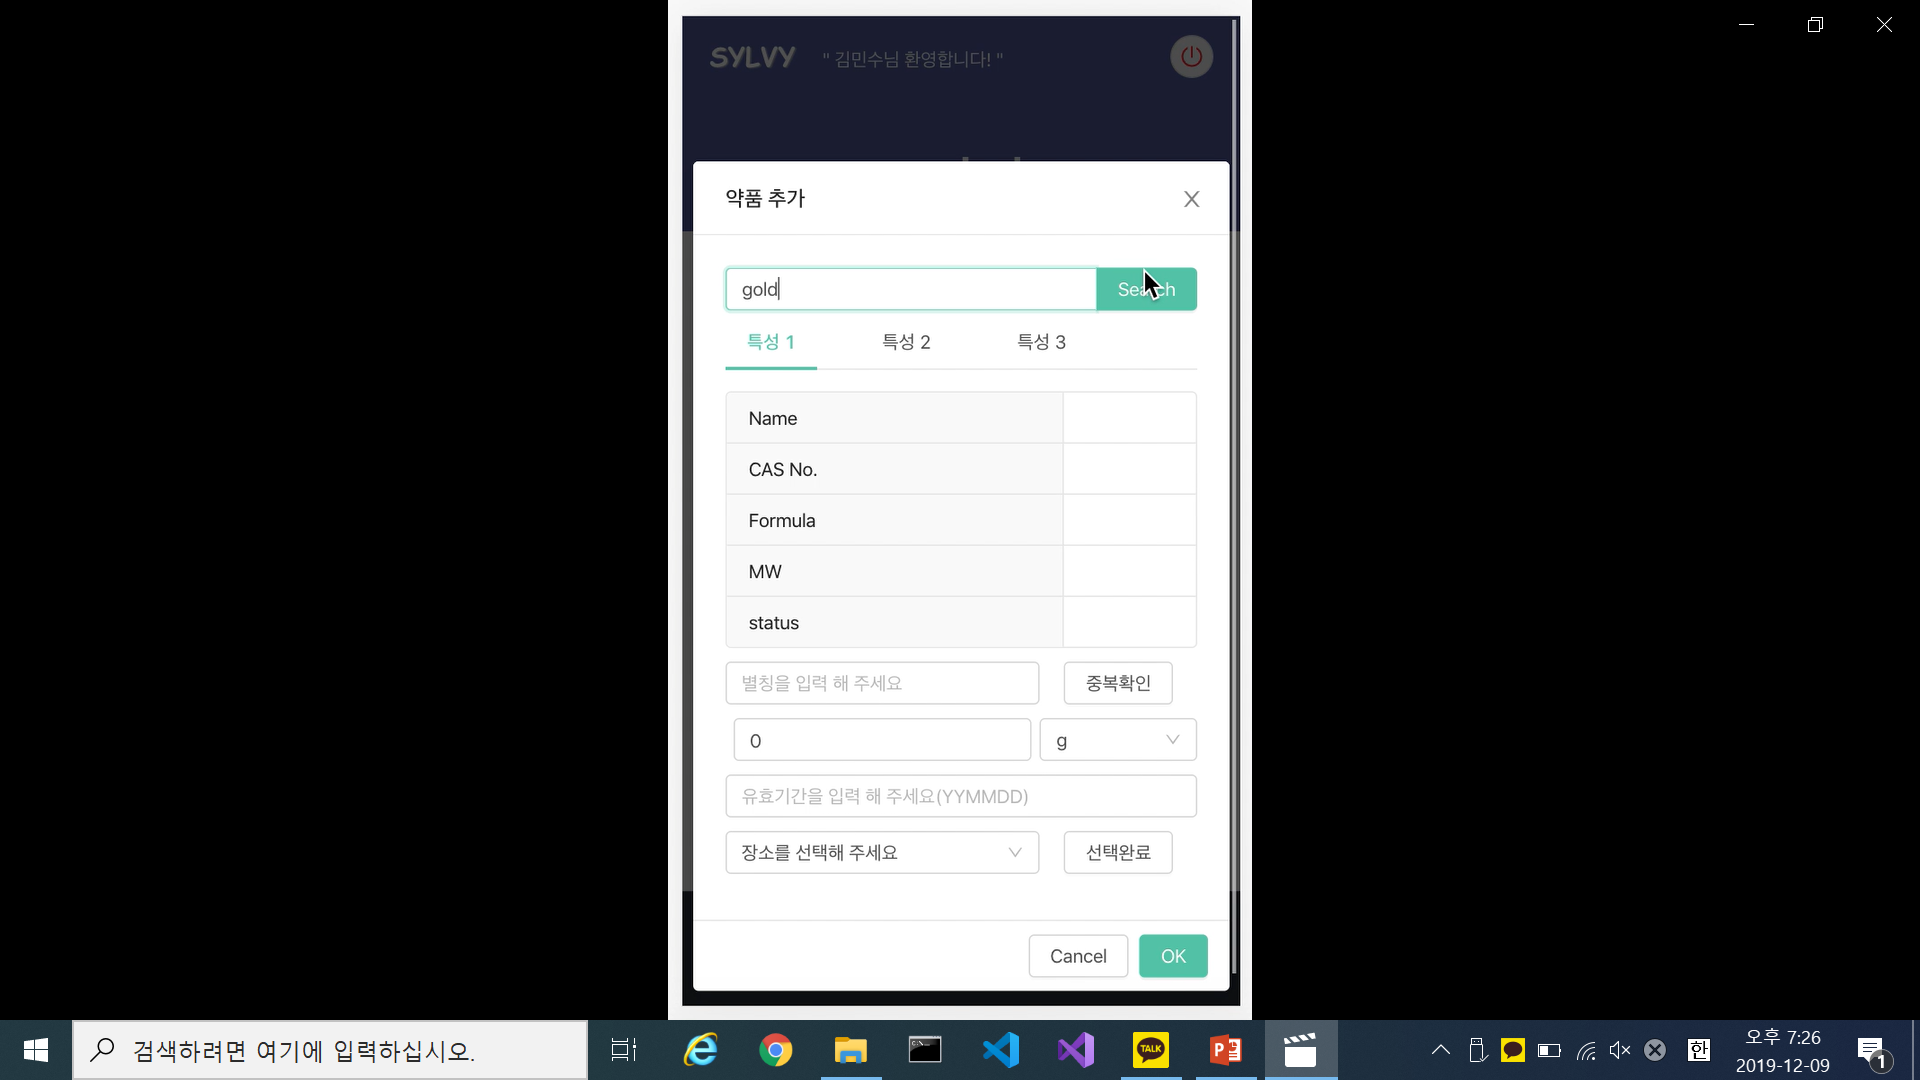 SYLVY " 김민수님 환영합니다! "
약품 추가
gold Search
특성 1 특성 2 특성 3
Name
CAS No.
Formula
MW
status
별칭을 입력 해 주세요 중복확인
0 g
유효기간을 입력 해 주세요(YYMMDD)
장소를 선택해 주세요 선택완료
Cancel OK
검색하려면 여기에 입력하십시오. TALK 한 오후 7:26
2019-12-09 1